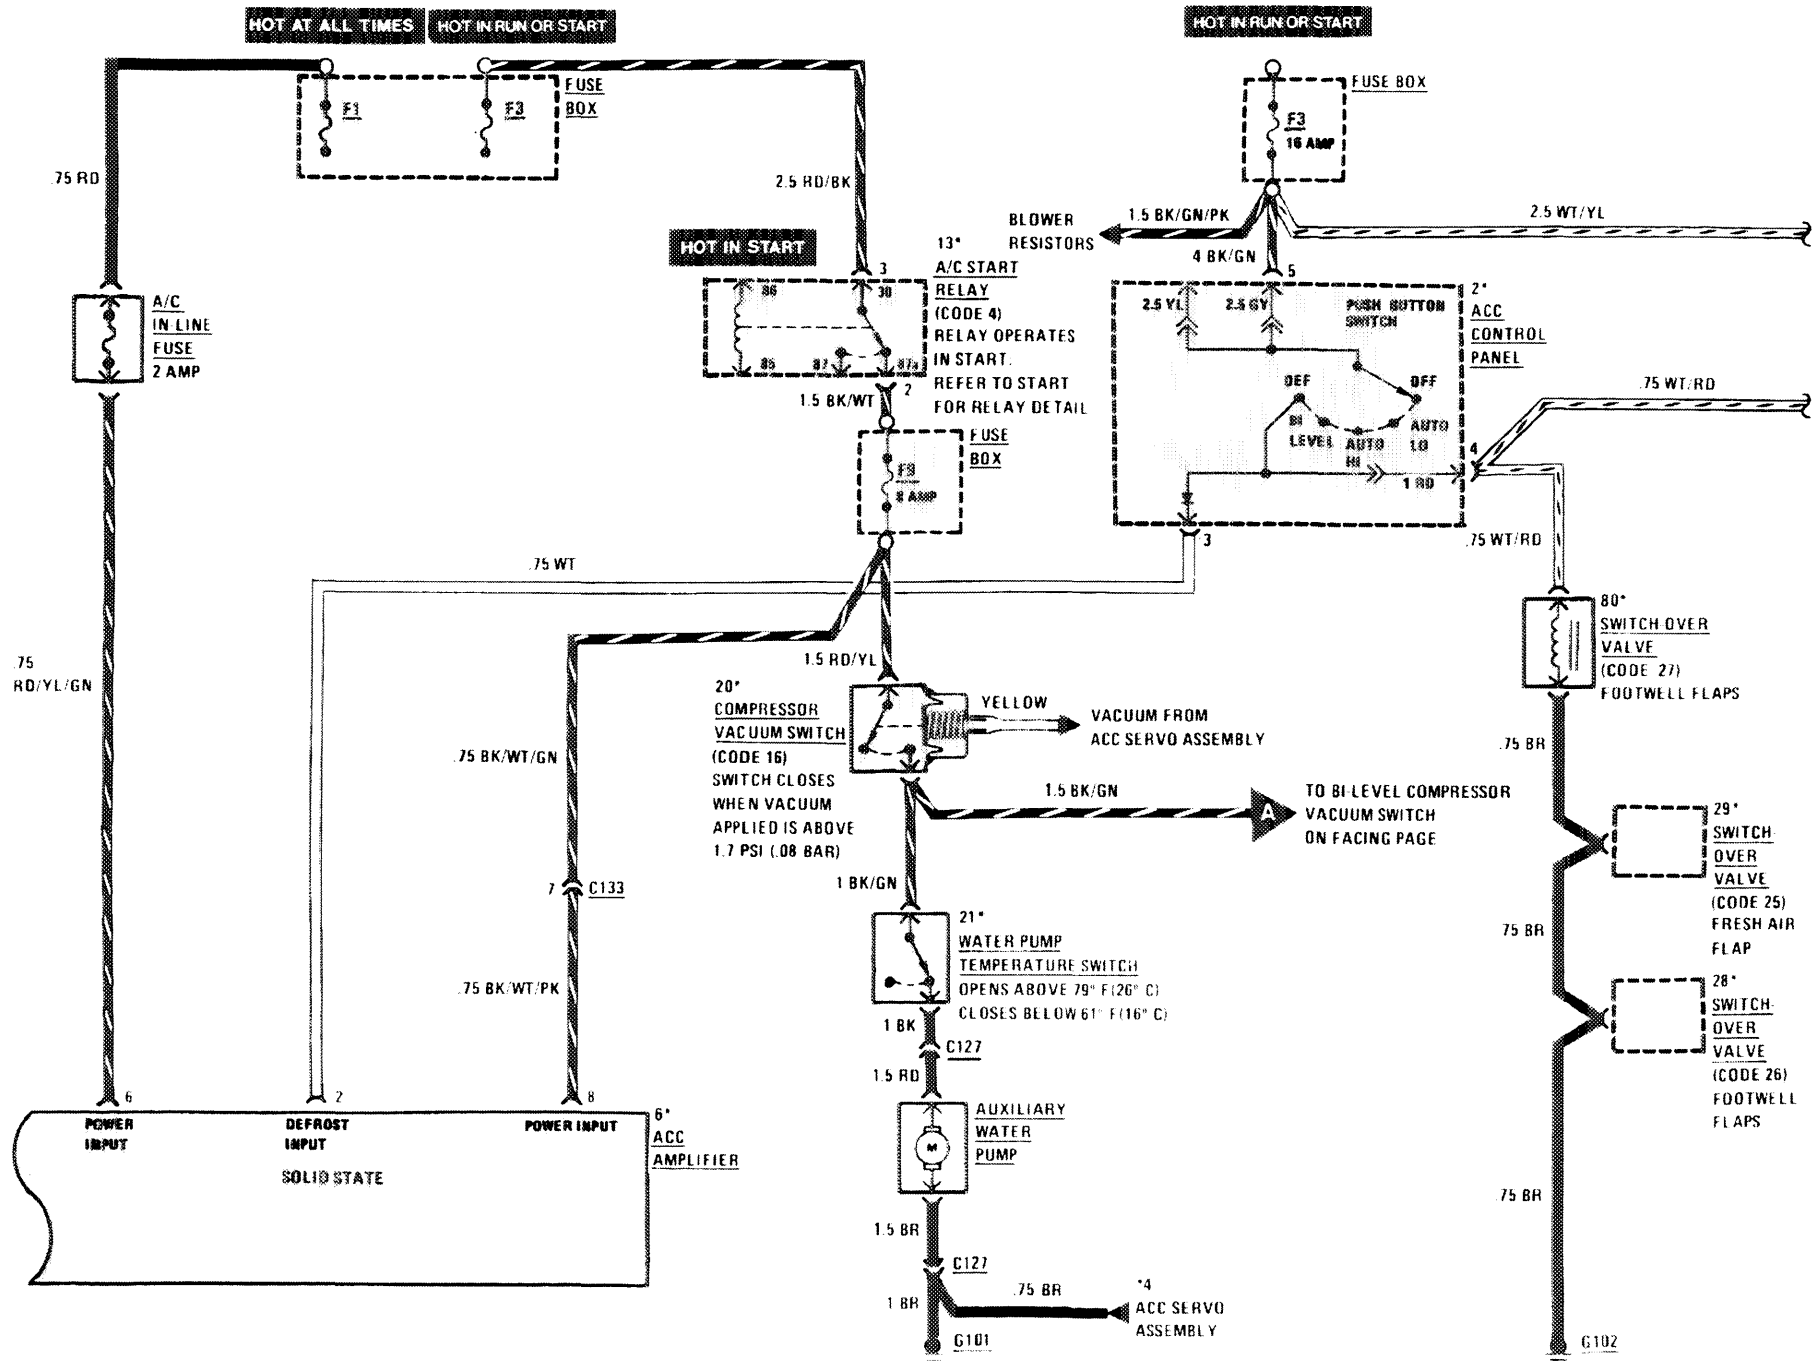 HOT AT ALL TIMES
HOT IN RUN OR START
HOT IN RUN OR START
FUSE
BOX
F1
F3
FUSE BOX
F3
16 AMP
.75 RD
2.5 RD/BK
BLOWER
RESISTORS
1.5 BK/GN/PK
2.5 WT/YL
4 BK/GN
5
HOT IN START
3
13*
A/C START
RELAY
(CODE 4)
RELAY OPERATES
IN START.
REFER TO START
FOR RELAY DETAIL
86
30
85
87
87a
2
1.5 BK/WT
A/C
IN-LINE
FUSE
2 AMP
2.5 YL
2.5 GY
PUSH BUTTON
SWITCH
2*
ACC
CONTROL
PANEL
DEF
OFF
BI
LEVEL
AUTO
HI
AUTO
LO
1 RD
4
.75 WT/RD
3
.75 WT/RD
FUSE
BOX
F9
8 AMP
.75 WT
.75
RD/YL/GN
1.5 RD/YL
20*
COMPRESSOR
VACUUM SWITCH
(CODE 16)
SWITCH CLOSES
WHEN VACUUM
APPLIED IS ABOVE
1.7 PSI (.08 BAR)
YELLOW
VACUUM FROM
ACC SERVO ASSEMBLY
80*
SWITCH-OVER
VALVE
(CODE 27)
FOOTWELL FLAPS
.75 BR
.75 BK/WT/GN
1.5 BK/GN
A
TO BI-LEVEL COMPRESSOR
VACUUM SWITCH
ON FACING PAGE
29*
SWITCH-
OVER
VALVE
(CODE 25)
FRESH AIR
FLAP
7
C133
1 BK/GN
.75 BR
21*
WATER PUMP
TEMPERATURE SWITCH
OPENS ABOVE 79° F(26° C)
CLOSES BELOW 61° F(16° C)
28*
SWITCH-
OVER
VALVE
(CODE 26)
FOOTWELL
FLAPS
.75 BK/WT/PK
1 BK
C127
1.5 RD
6
2
8
POWER
INPUT
DEFROST
INPUT
POWER INPUT
SOLID STATE
6*
ACC
AMPLIFIER
AUXILIARY
WATER
PUMP
M
.75 BR
1.5 BR
C127
1 BR
.75 BR
*4
ACC SERVO
ASSEMBLY
G101
G102